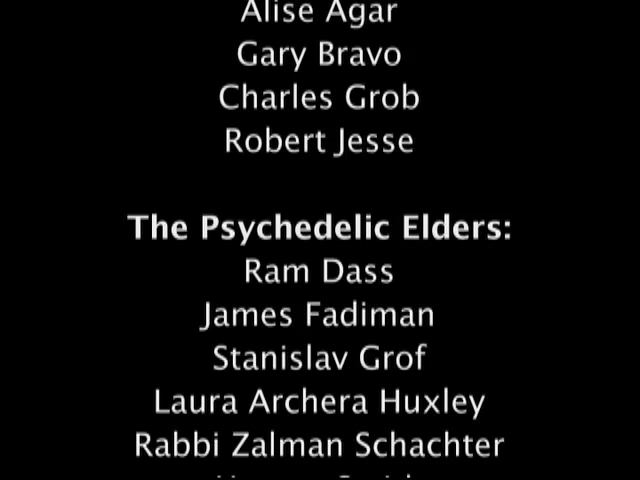 Alise Agar
Gary Bravo
Charles Grob
Robert Jesse
The Psychedelic Elders:
Ram Dass
James Fadiman
Stanislav Grof
Laura Archera Huxley
Rabbi Zalman Schachter